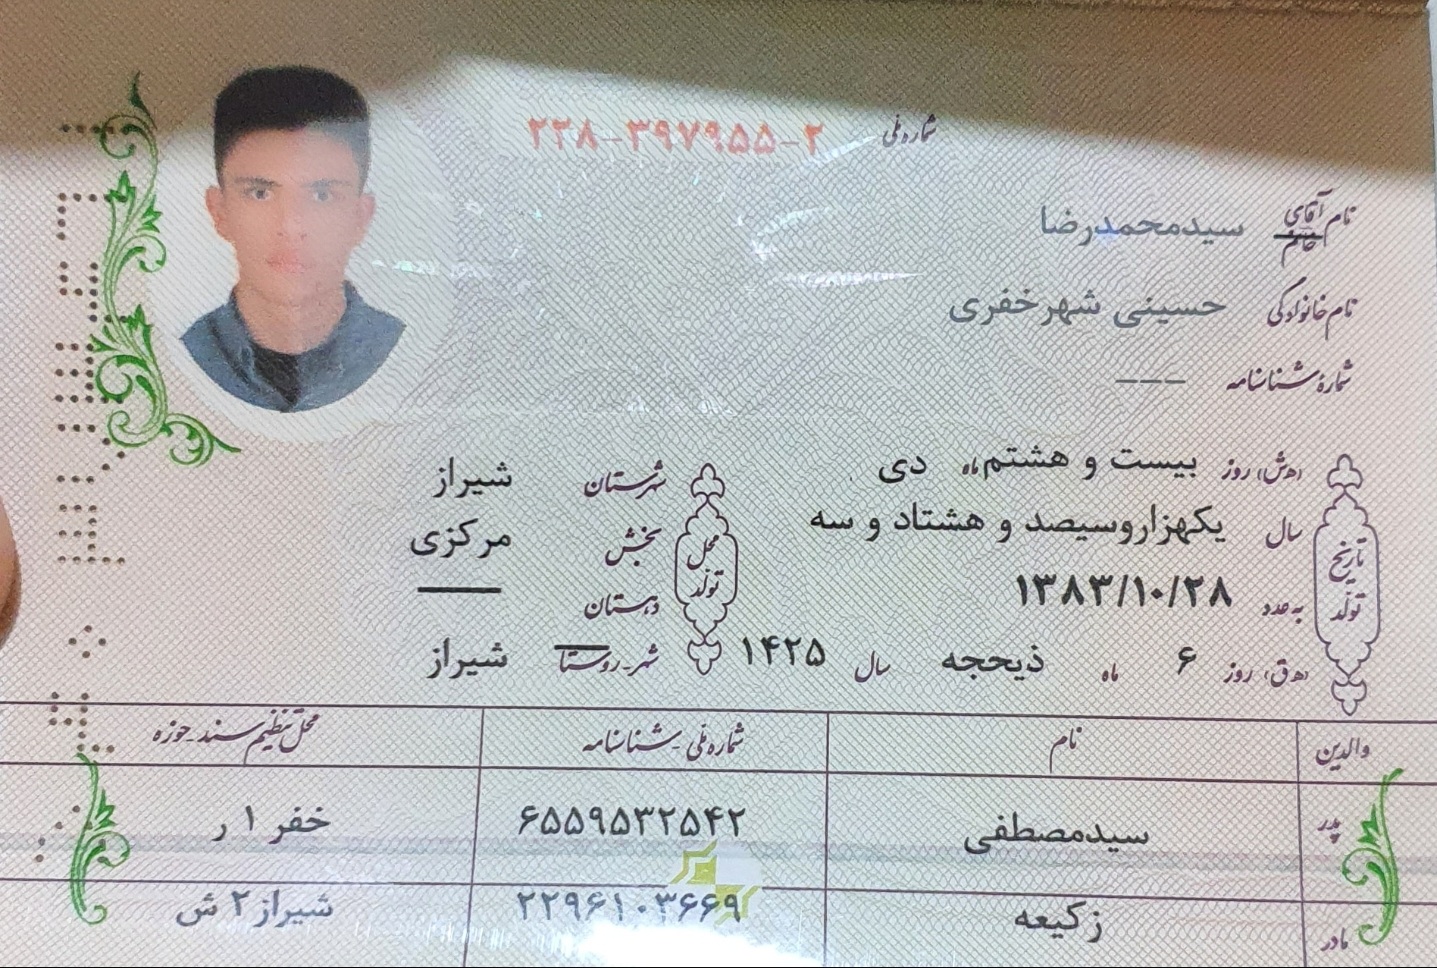 شماره ملی ۲۳۸-۳۹۷۹۵۵-۲
نام آقای خانم سیدمحمدرضا
نام خانوادگی حسینی شهرخفری
شمارهٔ شناسنامه ---
تاریخ تولد
(ه‍.ش) روز بیست و هشتم ماه دی
سال یکهزاروسیصد و هشتاد و سه
به عدد ۱۳۸۳/۱۰/۲۸
(ه‍.ق) روز ۶ ماه ذیحجه سال ۱۴۲۵
محل تولد
شهرستان شیراز
بخش مرکزی
دهستان ——
شهر-روستا شیراز
والدین نام شماره ملی-شناسنامه محل تنظیم سند-حوزه
پدر سیدمصطفی ۶۵۵۹۵۳۲۵۴۲ خفر ۱ ر
مادر زکیعه ۲۲۹۶۱۰۳۶۶۹ شیراز ۲ ش